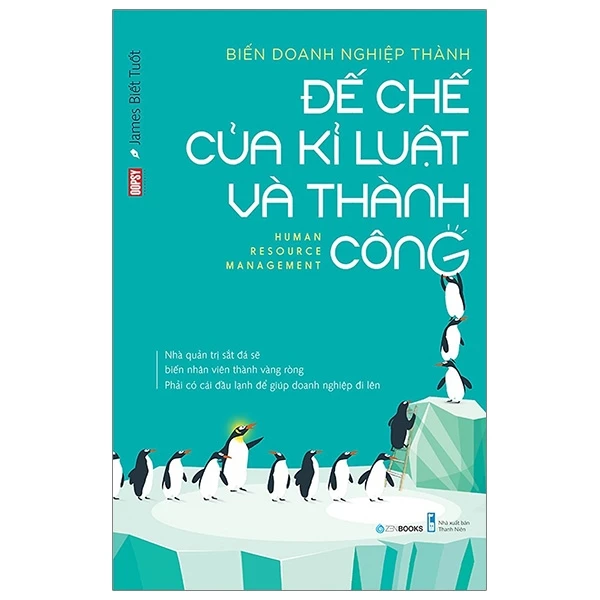 BIẾN DOANH NGHIỆP THÀNH
ĐẾ CHẾ
CỦA KỈ LUẬT
VÀ THÀNH
CÔNG
HUMAN
RESOURCE
MANAGEMENT
OOPSY
James Biết Tuốt
Nhà quản trị sắt đá sẽ
biến nhân viên thành vàng ròng
Phải có cái đầu lạnh để giúp doanh nghiệp đi lên
ZENBOOKS
Nhà xuất bản
Thanh Niên